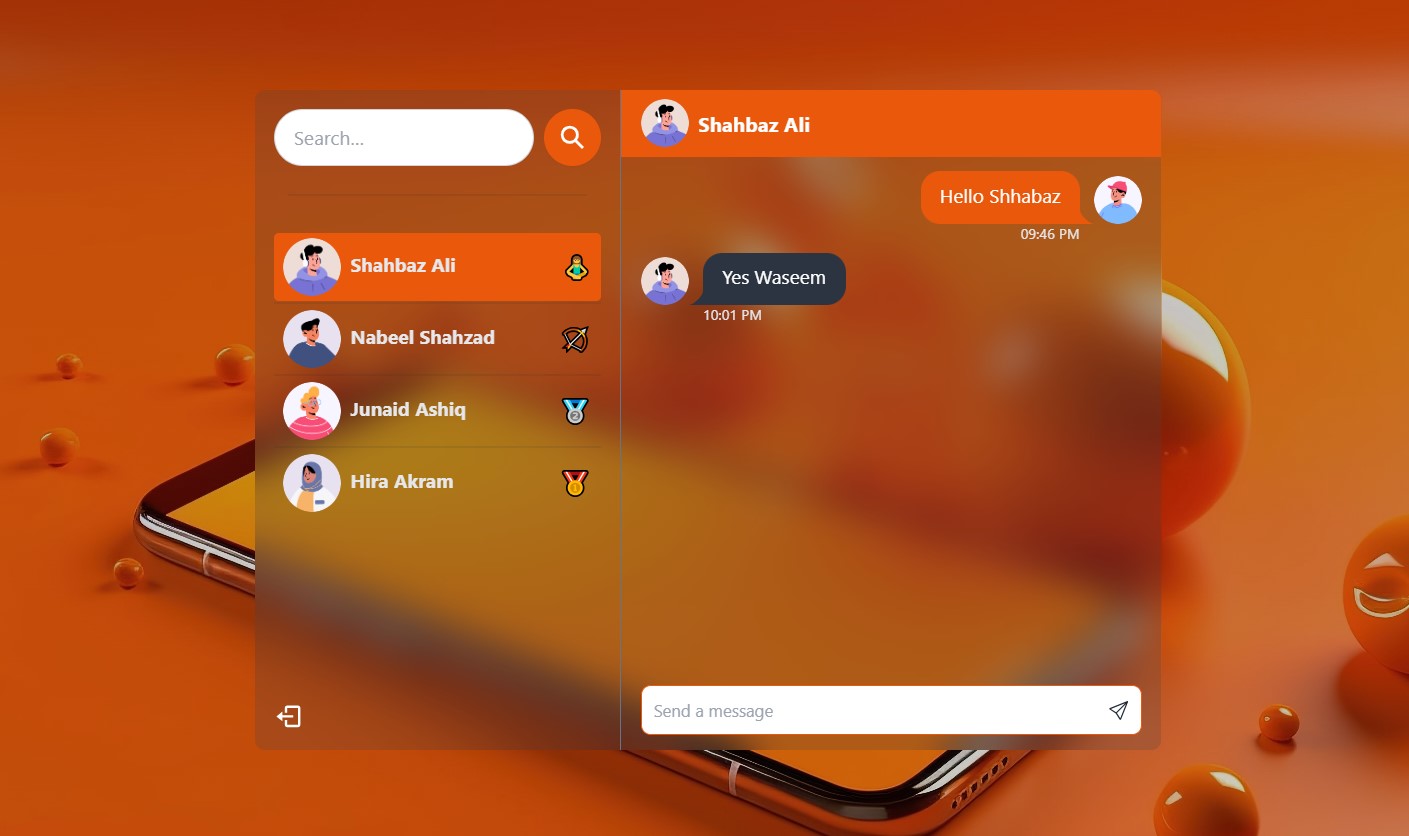 Search...
Shahbaz Ali
Nabeel Shahzad
Junaid Ashiq
Hira Akram
Shahbaz Ali
Hello Shhabaz
09:46 PM
Yes Waseem
10:01 PM
Send a message